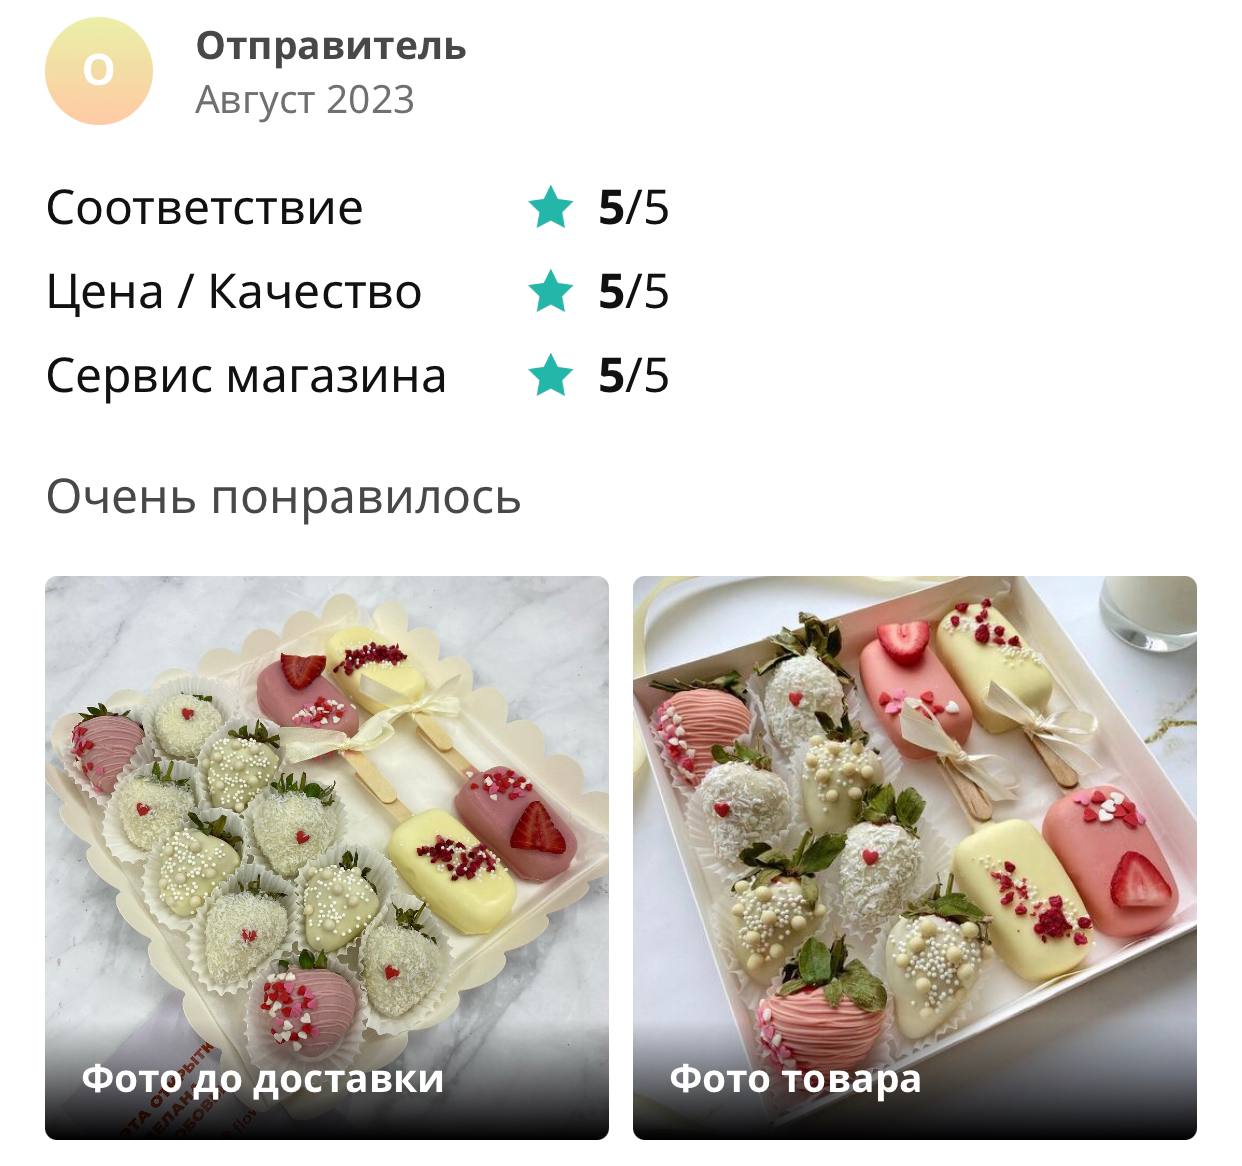 О
Отправитель
Август 2023
Соответствие 5/5
Цена / Качество 5/5
Сервис магазина 5/5
Очень понравилось
Фото до доставки
Фото товара